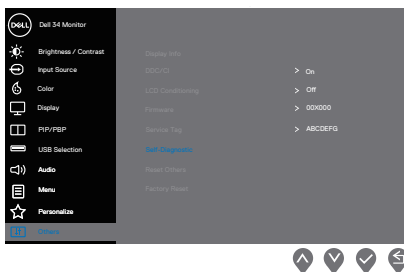 DELL
Dell 34 Monitor
Brightness / Contrast
Input Source
Color
Display
PIP/PBP
USB Selection
Audio
Menu
Personalize
Others
Display Info
DDC/CI > On
LCD Conditioning > Off
Firmware > 00X000
Service Tag > ABCDEFG
Self-Diagnostic
Reset Others
Factory Reset